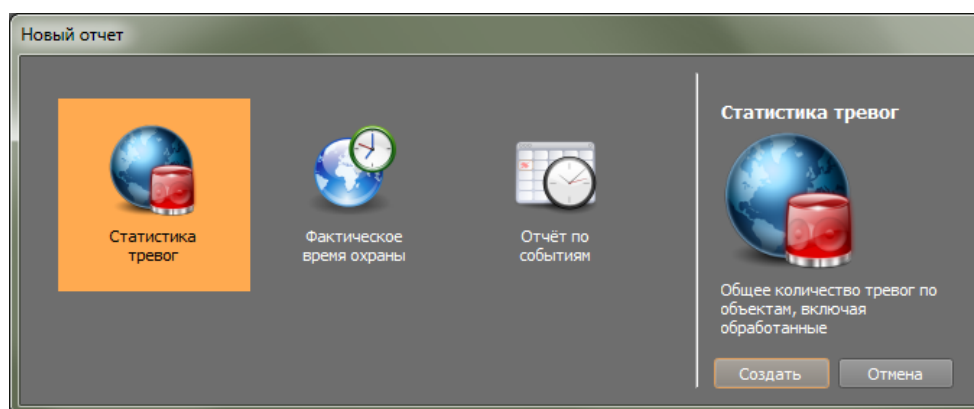 Новый отчет
Статистика
тревог
Фактическое
время охраны
Отчёт по
событиям
Статистика тревог
Общее количество тревог по
объектам, включая
обработанные
Создать
Отмена